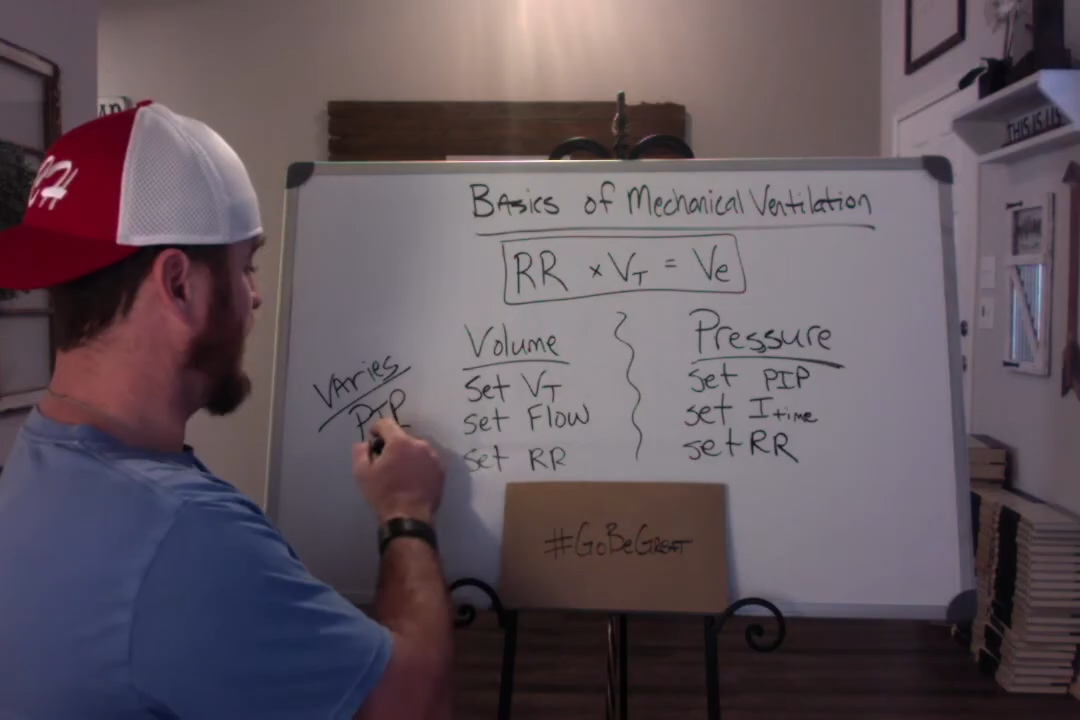 Basics of Mechanical Ventilation
RR × VT = Ve
Varies
PIP
Volume
Set VT
set Flow
set RR
Pressure
set PIP
set Itime
set RR
#GoBeGreat
THIS IS US